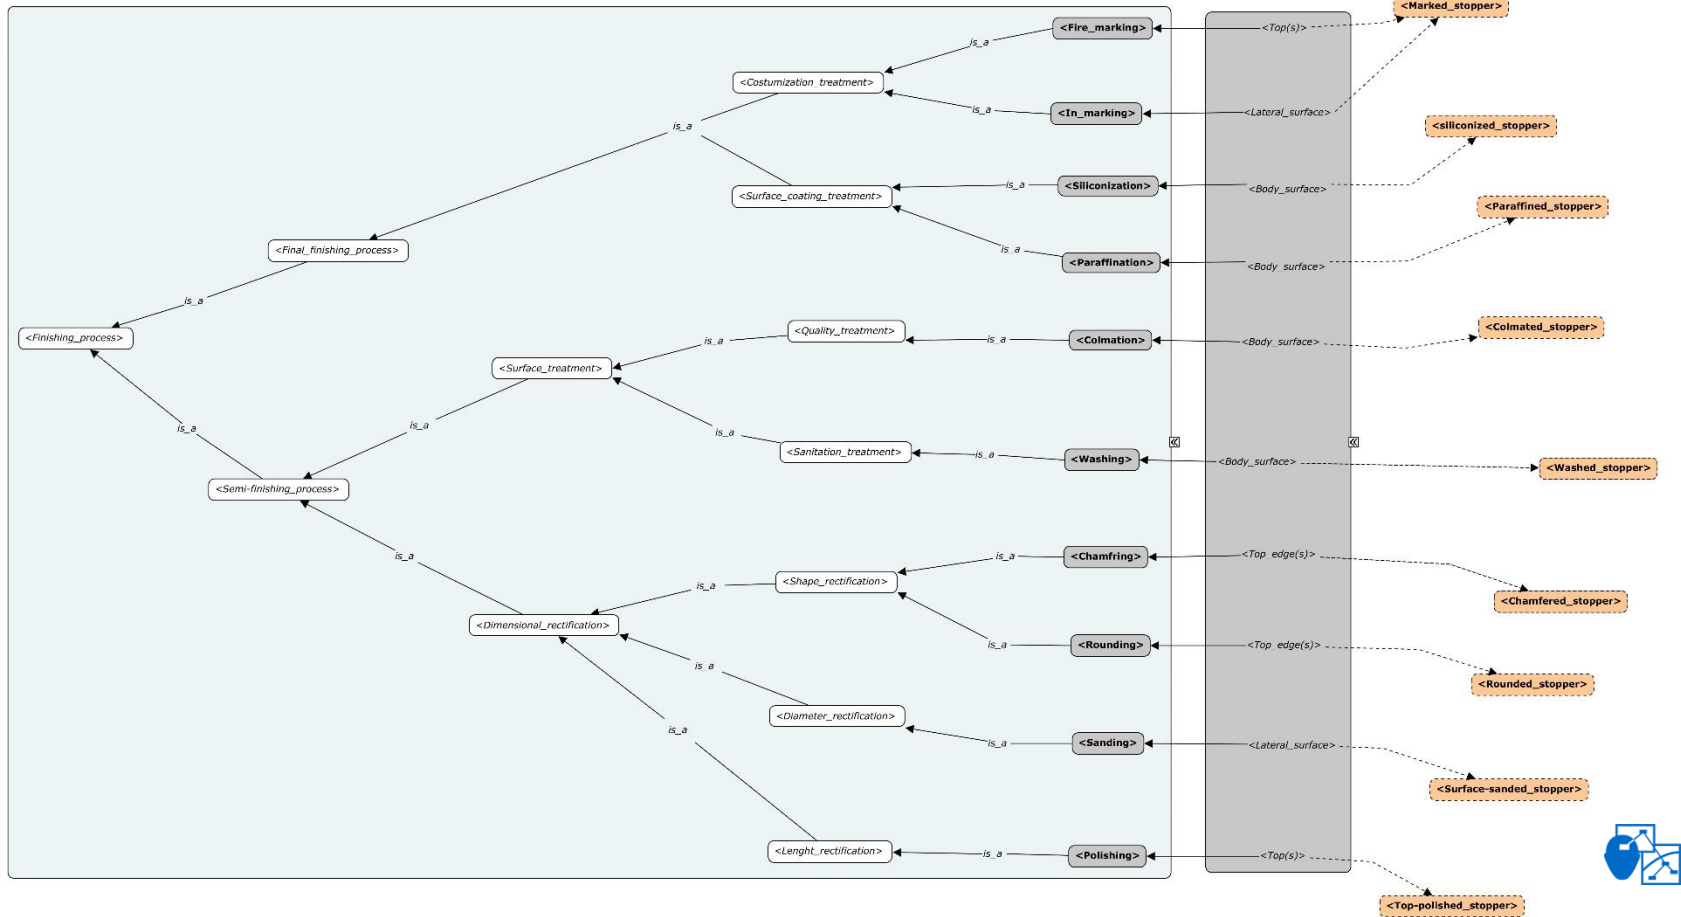 <Marked_stopper>
<Fire_marking>
<Top(s)>
is_a
<Costumization_treatment>
is_a
<In_marking>
<Lateral_surface>
is_a
<siliconized_stopper>
<Surface_coating_treatment>
is_a
<Siliconization>
<Body_surface>
<Paraffined_stopper>
<Final_finishing_process>
is_a
<Paraffination>
<Body_surface>
is_a
<Finishing_process>
<Quality_treatment>
is_a
is_a
<Colmation>
<Body_surface>
<Colmated_stopper>
<Surface_treatment>
is_a
is_a
is_a
<Sanitation_treatment>
is_a
<Washing>
<Body_surface>
<Washed_stopper>
<Semi-finishing_process>
is_a
is_a
<Chamfring>
<Top_edge(s)>
<Shape_rectification>
is_a
<Chamfered_stopper>
<Dimensional_rectification>
is_a
<Rounding>
<Top_edge(s)>
is_a
<Rounded_stopper>
<Diameter_rectification>
is_a
is_a
<Sanding>
<Lateral_surface>
<Surface-sanded_stopper>
<Lenght_rectification>
is_a
<Polishing>
<Top(s)>
<Top-polished_stopper>